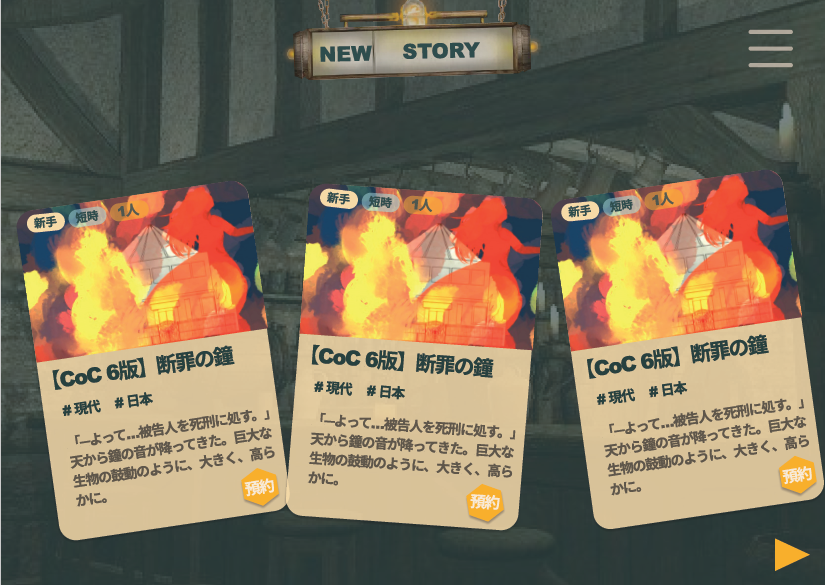 NEW STORY
新手 短時 1人
【CoC 6版】断罪の鐘
#現代 #日本
「—よって…被告人を死刑に処す。」
天から鐘の音が降ってきた。巨大な
生物の鼓動のように、大きく、高ら
かに。
預約
新手 短時 1人
【CoC 6版】断罪の鐘
#現代 #日本
「—よって…被告人を死刑に処す。」
天から鐘の音が降ってきた。巨大な
生物の鼓動のように、大きく、高ら
かに。
預約
新手 短時 1人
【CoC 6版】断罪の鐘
#現代 #日本
「—よって…被告人を死刑に処す。」
天から鐘の音が降ってきた。巨大な
生物の鼓動のように、大きく、高ら
かに。
預約